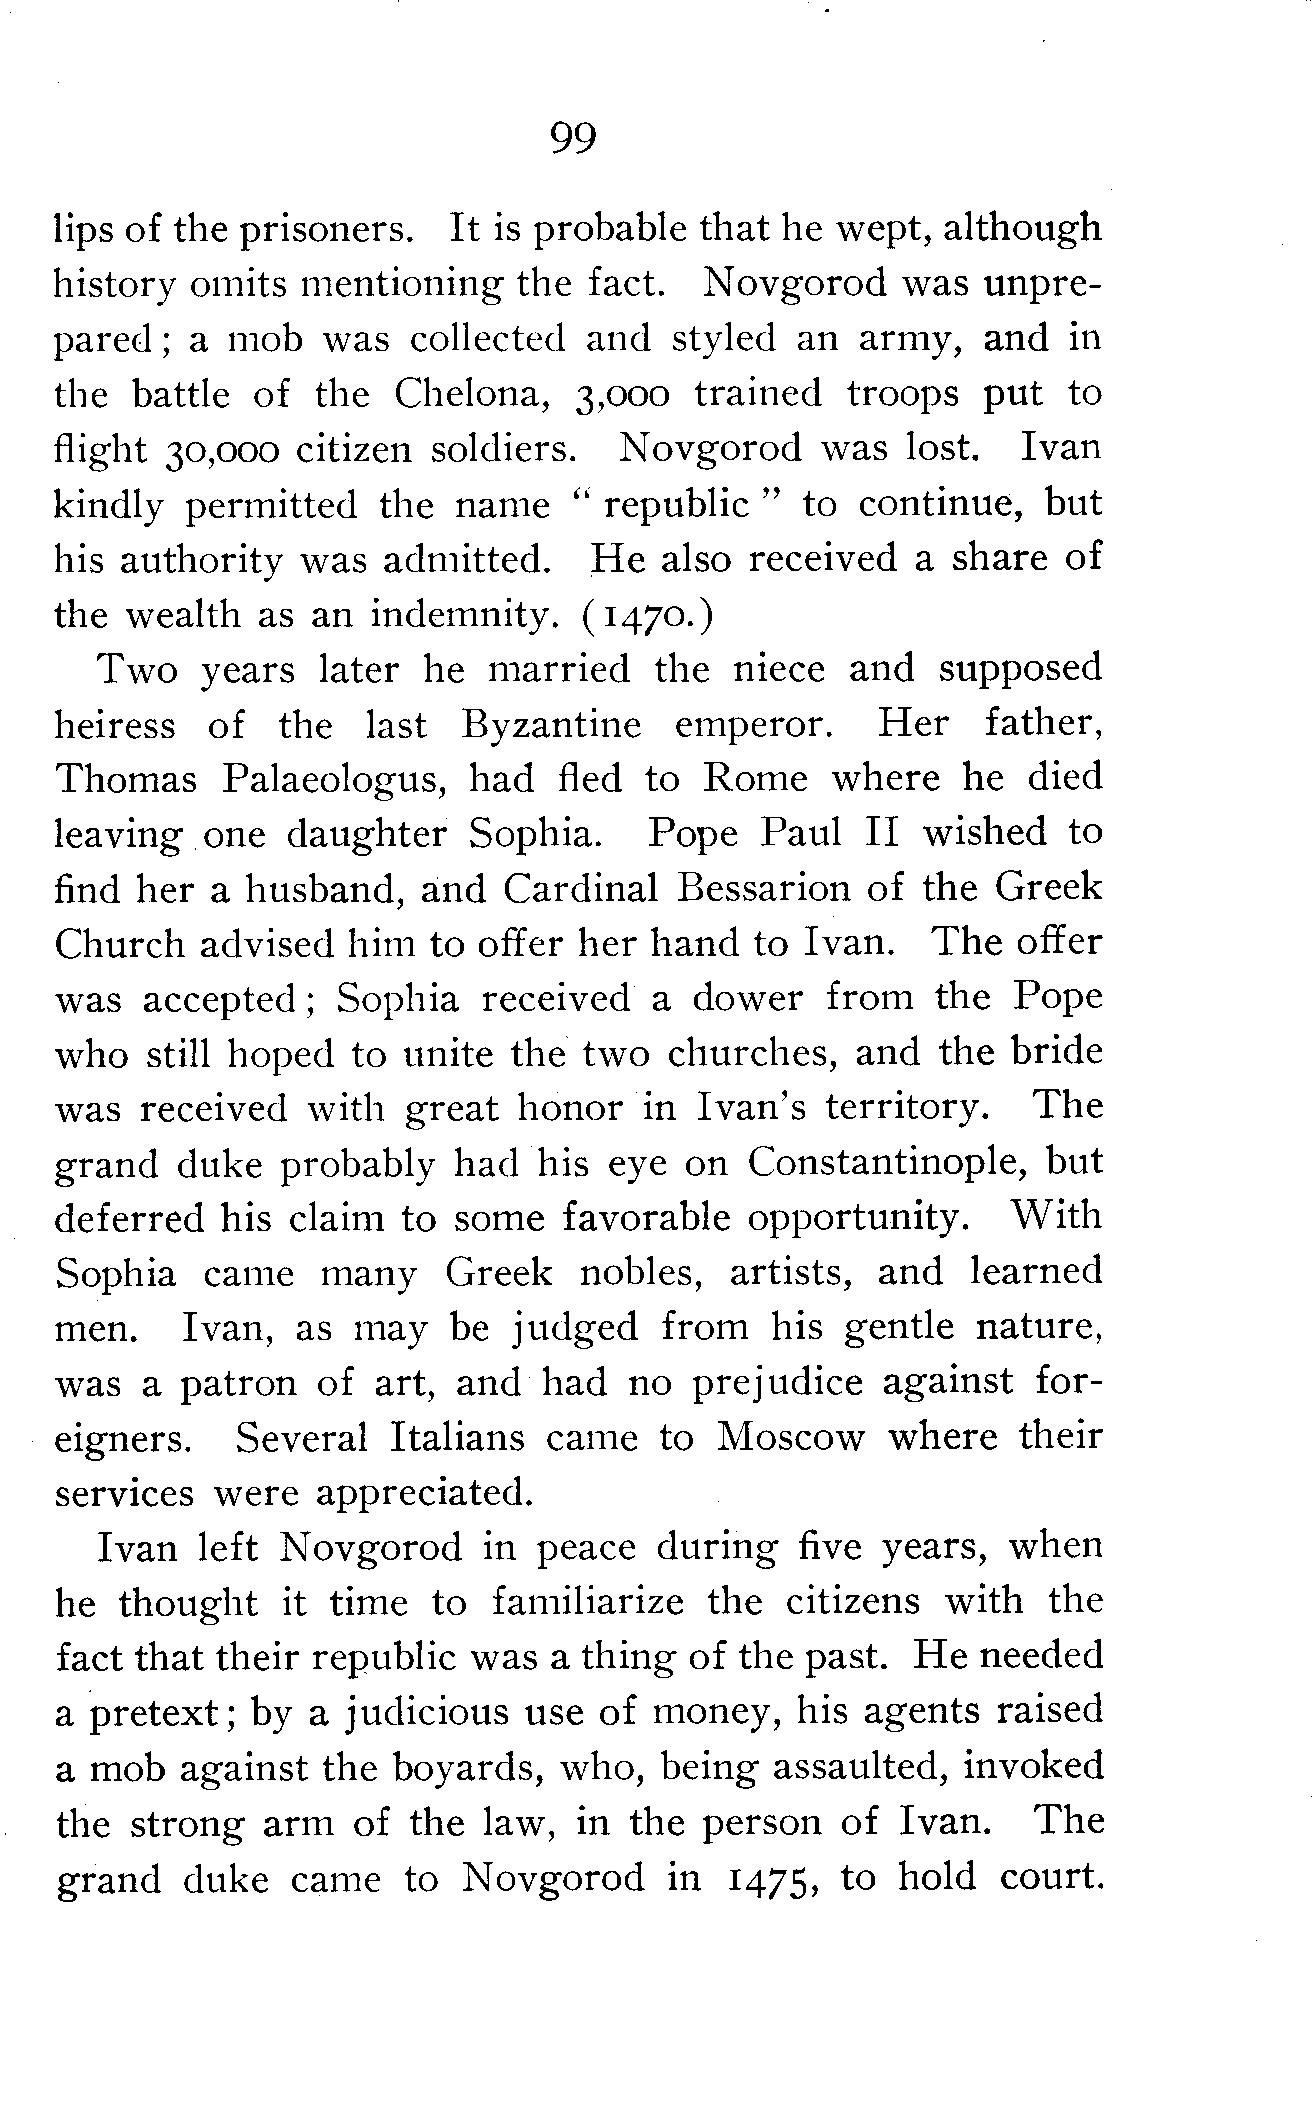 99
lips of the prisoners. It is probable that he wept, although
history omits mentioning the fact. Novgorod was unpre-
pared; a mob was collected and styled an army, and in
the battle of the Chelona, 3,000 trained troops put to
flight 30,000 citizen soldiers. Novgorod was lost. Ivan
kindly permitted the name " republic " to continue, but
his authority was admitted. He also received a share of
the wealth as an indemnity. (1470.)
Two years later he married the niece and supposed
heiress of the last Byzantine emperor. Her father,
Thomas Palaeologus, had fled to Rome where he died
leaving one daughter Sophia. Pope Paul II wished to
find her a husband, and Cardinal Bessarion of the Greek
Church advised him to offer her hand to Ivan. The offer
was accepted; Sophia received a dower from the Pope
who still hoped to unite the two churches, and the bride
was received with great honor in Ivan's territory. The
grand duke probably had his eye on Constantinople, but
deferred his claim to some favorable opportunity. With
Sophia came many Greek nobles, artists, and learned
men. Ivan, as may be judged from his gentle nature,
was a patron of art, and had no prejudice against for-
eigners. Several Italians came to Moscow where their
services were appreciated.
Ivan left Novgorod in peace during five years, when
he thought it time to familiarize the citizens with the
fact that their republic was a thing of the past. He needed
a pretext; by a judicious use of money, his agents raised
a mob against the boyards, who, being assaulted, invoked
the strong arm of the law, in the person of Ivan. The
grand duke came to Novgorod in 1475, to hold court.